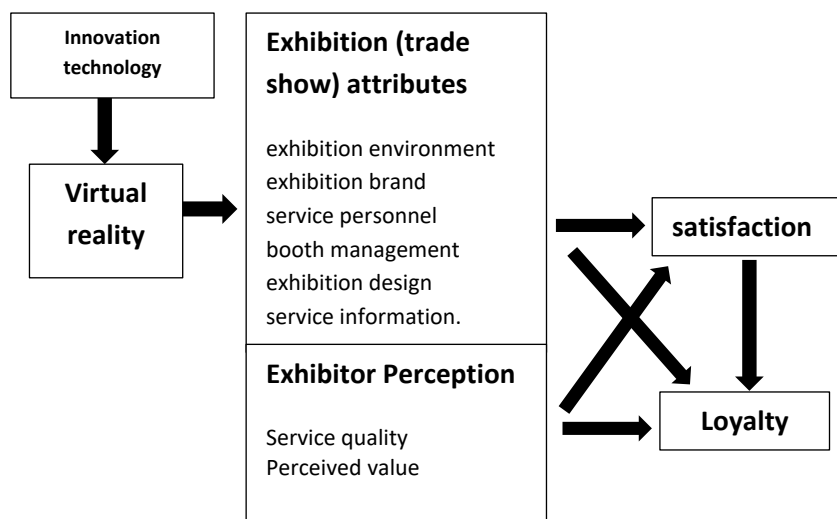 Innovation
technology
Virtual
reality
Exhibition (trade
show) attributes
exhibition environment
exhibition brand
service personnel
booth management
exhibition design
service information.
Exhibitor Perception
Service quality
Perceived value
satisfaction
Loyalty